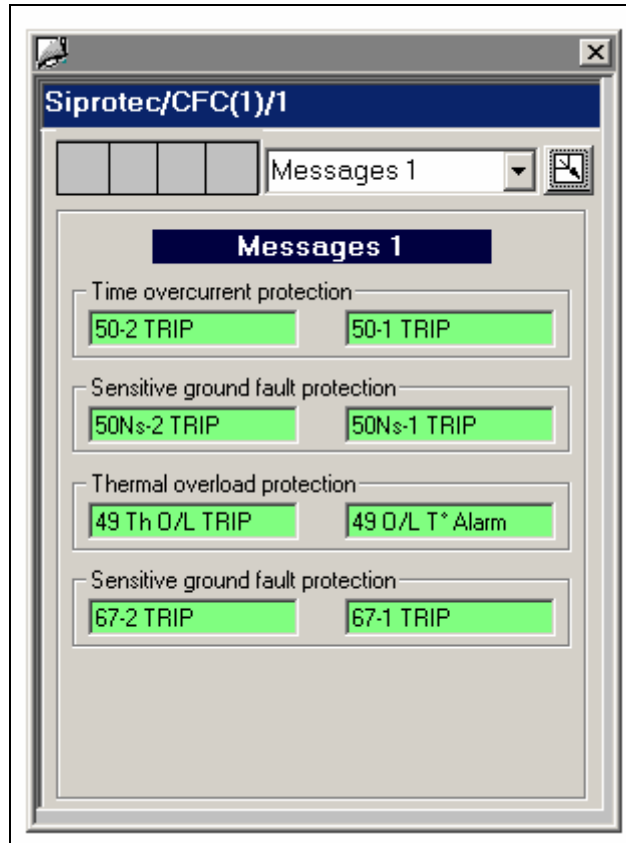 Siprotec/CFC(1)/1
Messages 1
Messages 1
Time overcurrent protection
50-2 TRIP 50-1 TRIP
Sensitive ground fault protection
50Ns-2 TRIP 50Ns-1 TRIP
Thermal overload protection
49 Th O/L TRIP 49 O/L T° Alarm
Sensitive ground fault protection
67-2 TRIP 67-1 TRIP